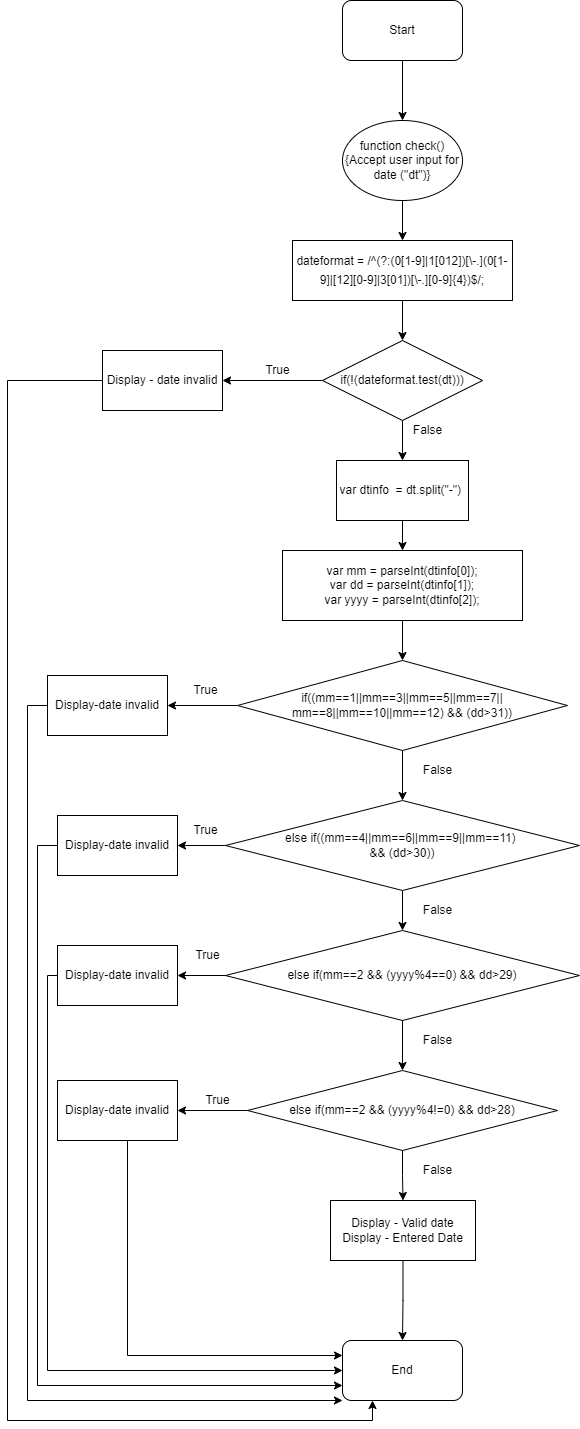 Start
function check()
{Accept user input for
date ("dt")}
dateformat = /^(?:(0[1-9]|1[012])[\-.](0[1-
9]|[12][0-9]|3[01])[\-.][0-9]{4})$/;
True
Display - date invalid
if(!(dateformat.test(dt)))
False
var dtinfo  = dt.split("-")
var mm = parseInt(dtinfo[0]);
var dd = parseInt(dtinfo[1]);
var yyyy = parseInt(dtinfo[2]);
True
Display-date invalid
if((mm==1||mm==3||mm==5||mm==7||
mm==8||mm==10||mm==12) && (dd>31))
False
True
Display-date invalid
else if((mm==4||mm==6||mm==9||mm==11)
&& (dd>30))
False
True
Display-date invalid
else if(mm==2 && (yyyy%4==0) && dd>29)
False
True
Display-date invalid
else if(mm==2 && (yyyy%4!=0) && dd>28)
False
Display - Valid date
Display - Entered Date
End